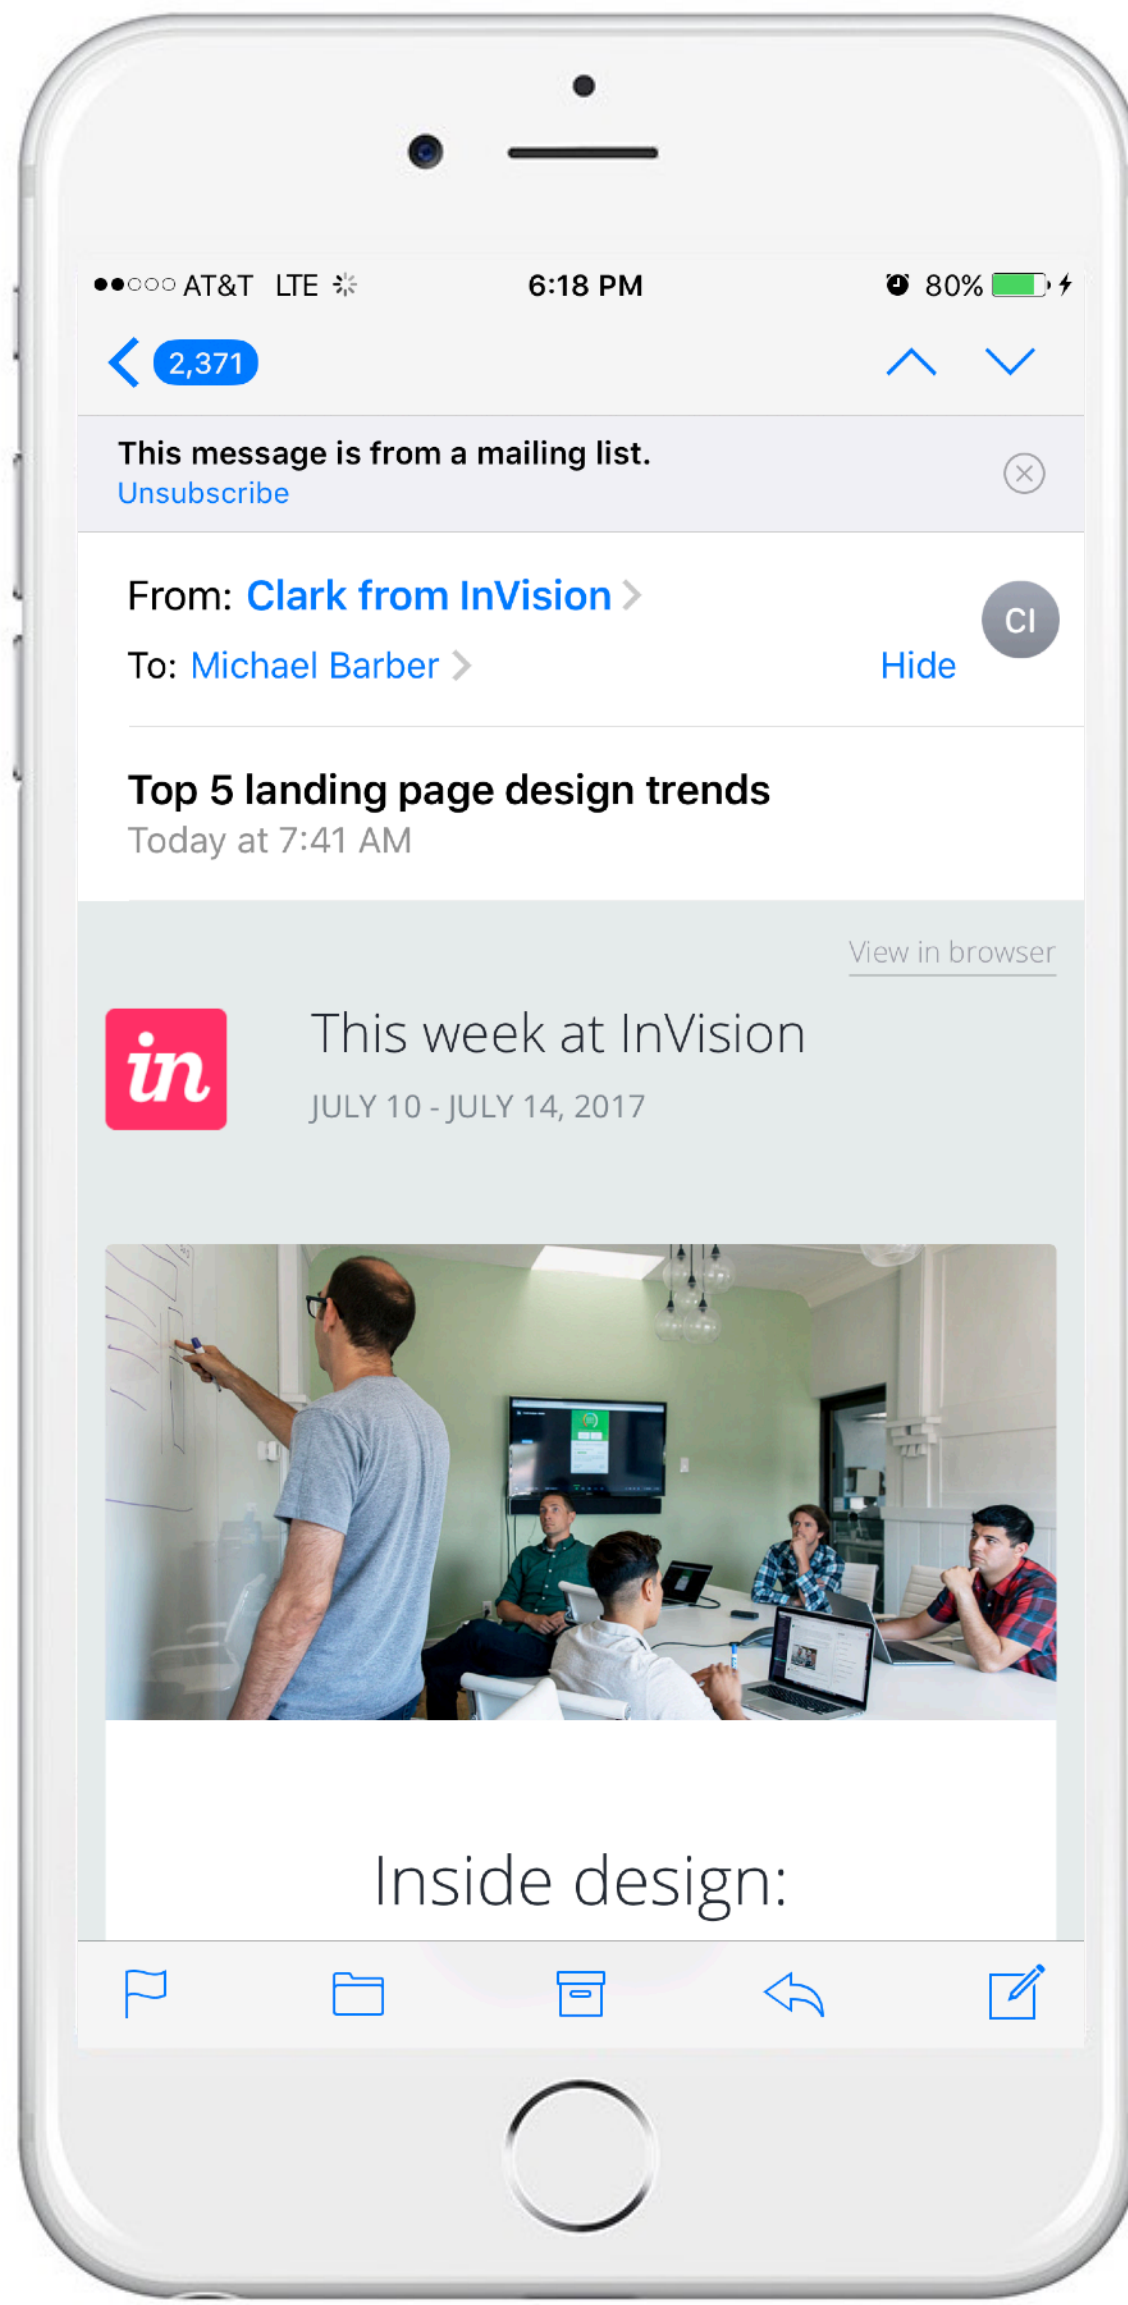 AT&T LTE 6:18 PM 80%
2,371
This message is from a mailing list.
Unsubscribe
From: Clark from InVision
CI
To: Michael Barber Hide
Top 5 landing page design trends
Today at 7:41 AM
View in browser
in
This week at InVision
JULY 10 - JULY 14, 2017
Inside design: